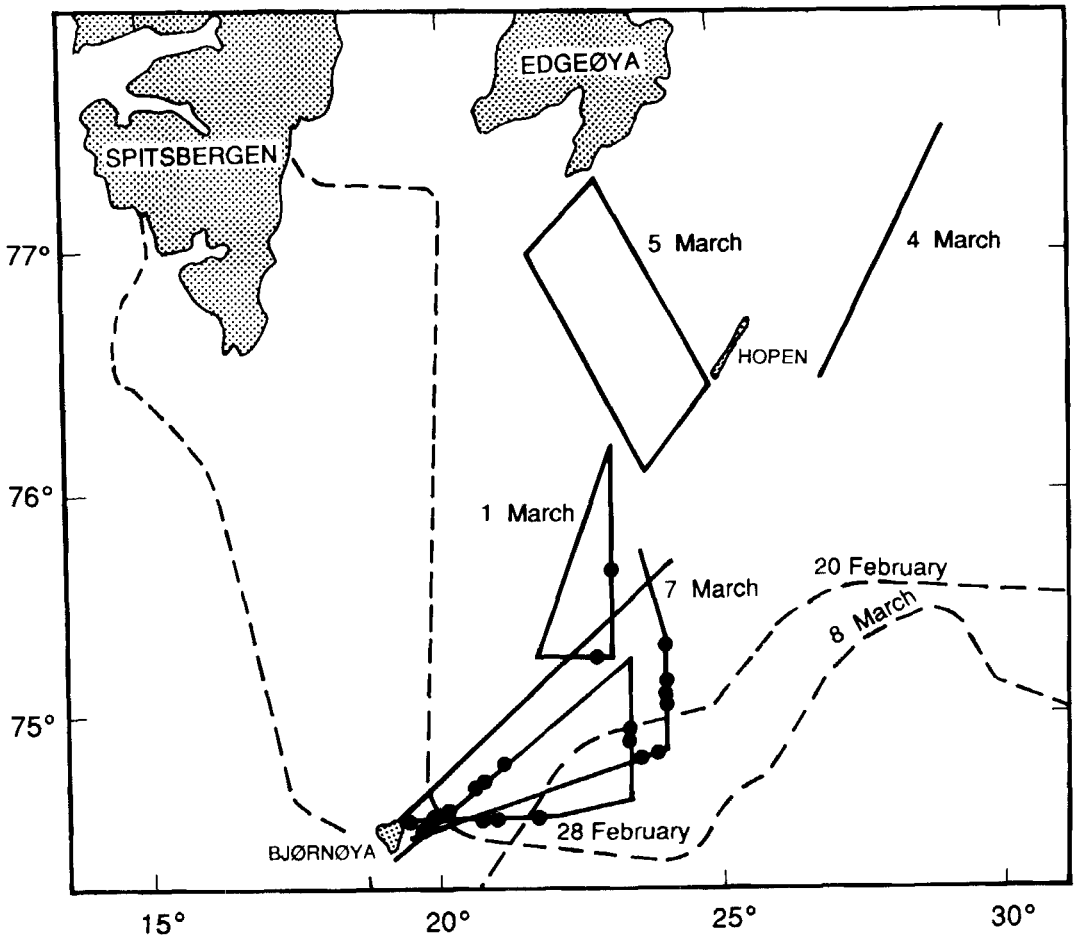 EDGEØYA
SPITSBERGEN
5 March
4 March
77°
HOPEN
76°
1 March
20 February
7 March
8 March
75°
28 February
BJØRNØYA
15°
20°
25°
30°